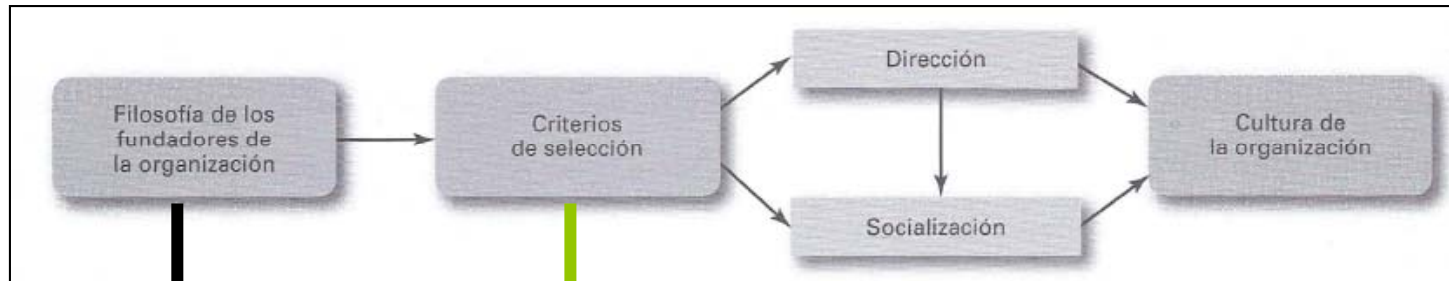 Filosofía de los
fundadores de
la organización
Criterios
de selección
Dirección
Socialización
Cultura de
la organización